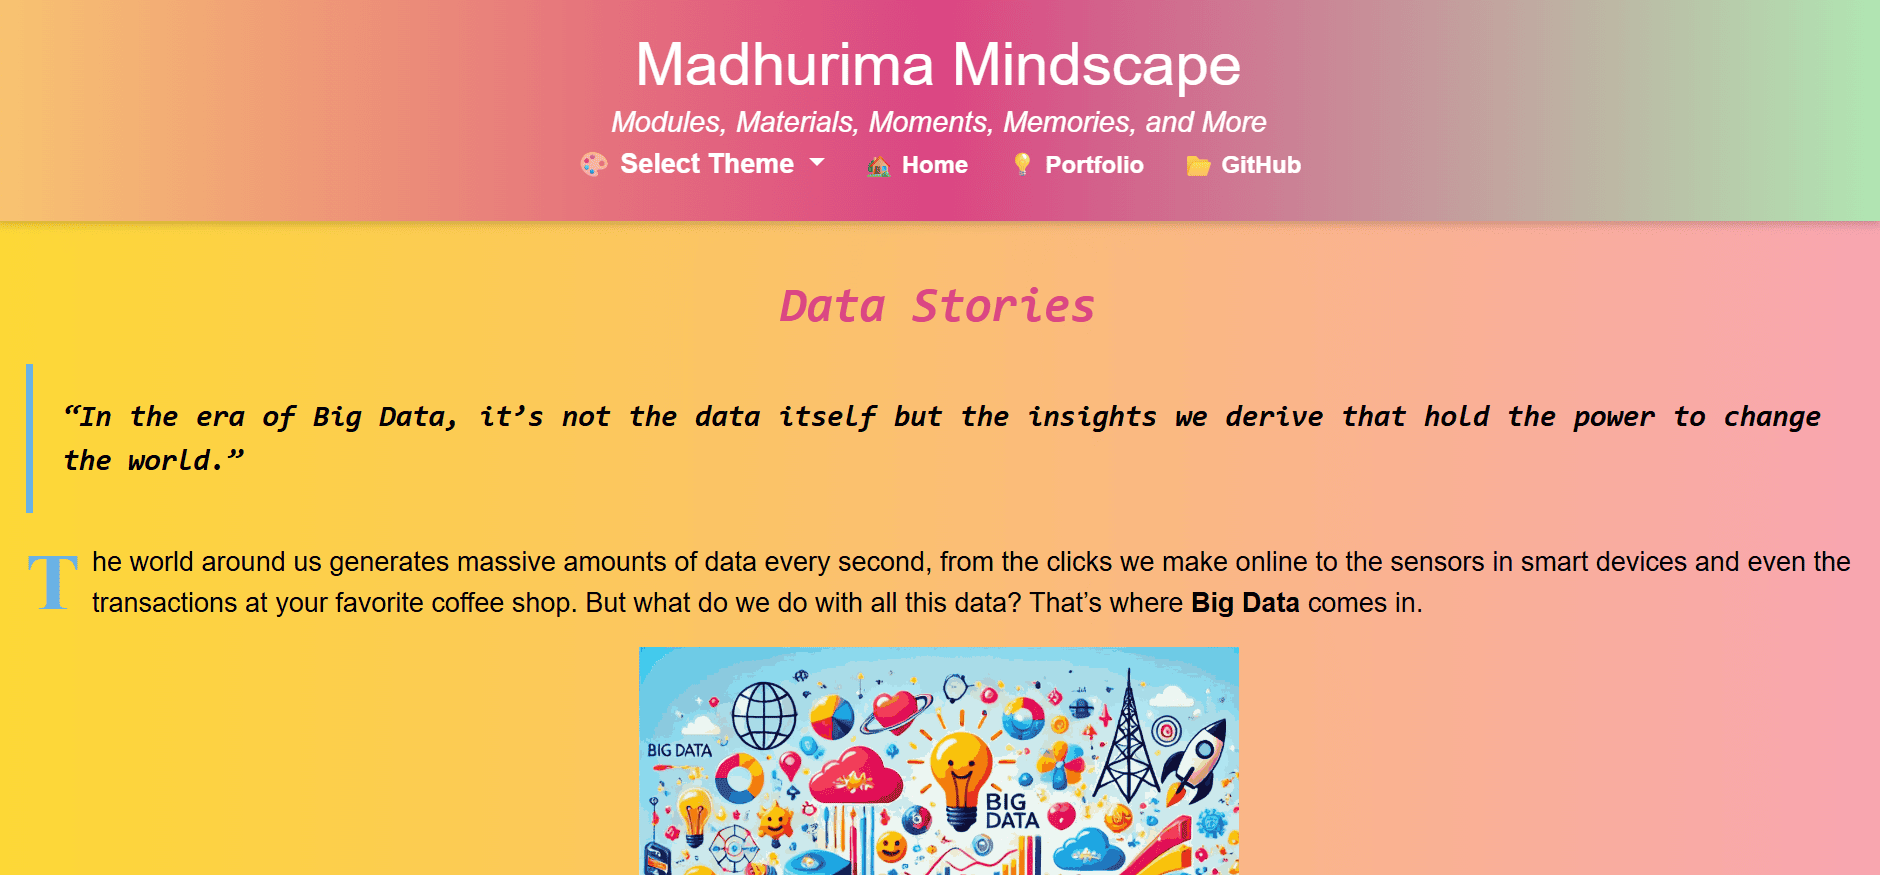 Madhurima Mindscape
Modules, Materials, Moments, Memories, and More
Select Theme Home Portfolio GitHub
Data Stories
“In the era of Big Data, it’s not the data itself but the insights we derive that hold the power to change
the world.”
The world around us generates massive amounts of data every second, from the clicks we make online to the sensors in smart devices and even the
transactions at your favorite coffee shop. But what do we do with all this data? That’s where Big Data comes in.
BIG DATA
BIG
DATA